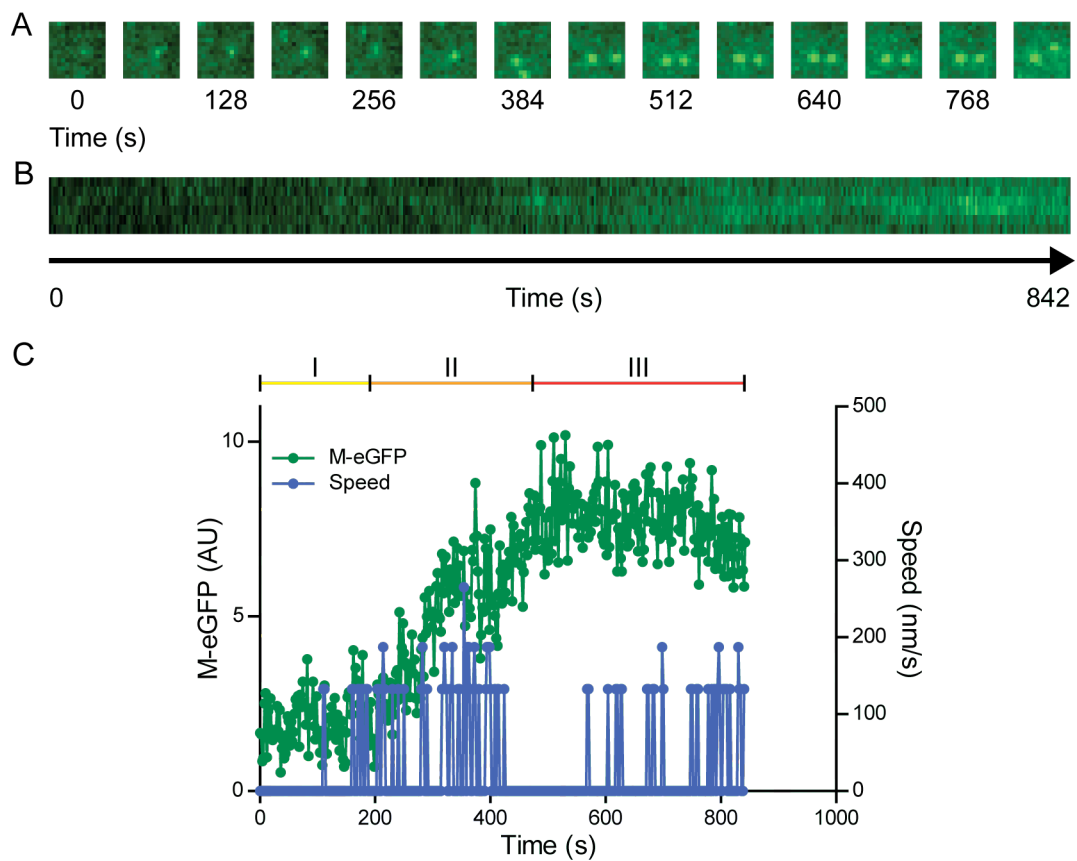 A
0 128 256 384 512 640 768
Time (s)
B
0 Time (s) 842
C
I II III
M-eGFP
Speed
10
5
0
M-eGFP (AU)
500
400
300
200
100
0
Speed (nm/s)
0 200 400 600 800 1000
Time (s)